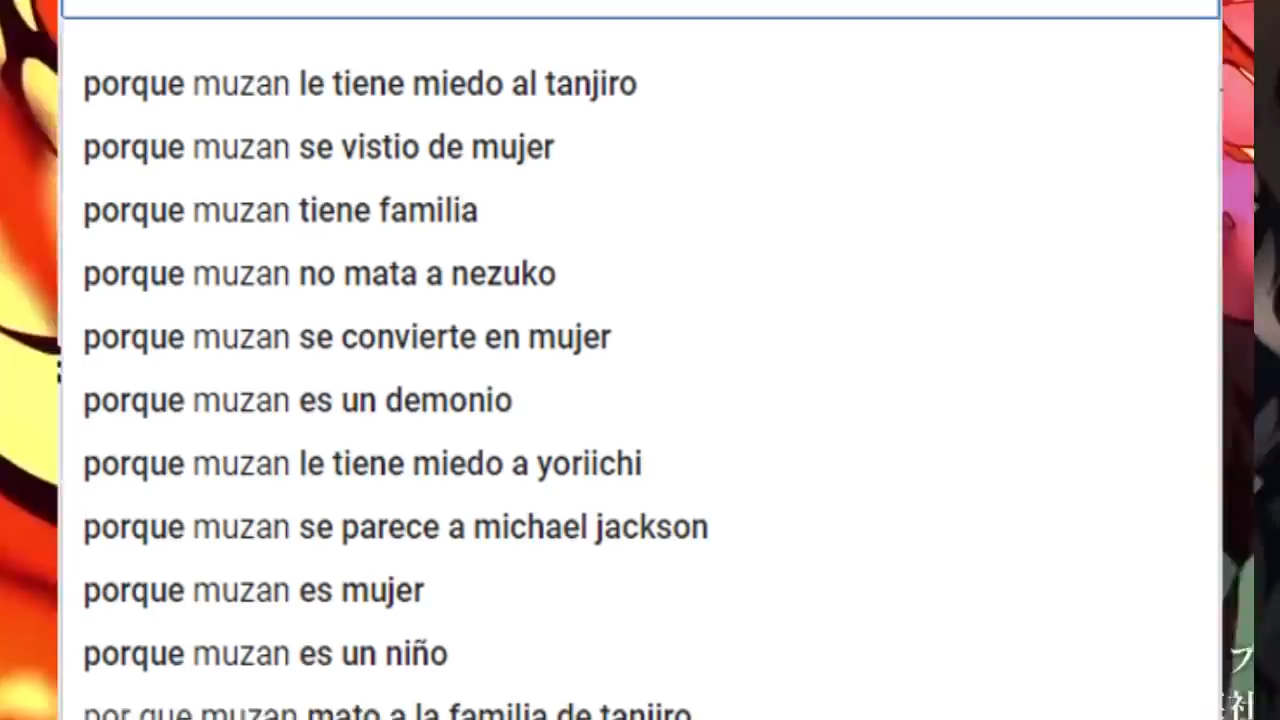 porque muzan le tiene miedo al tanjiro
porque muzan se vistio de mujer
porque muzan tiene familia
porque muzan no mata a nezuko
porque muzan se convierte en mujer
porque muzan es un demonio
porque muzan le tiene miedo a yoriichi
porque muzan se parece a michael jackson
porque muzan es mujer
porque muzan es un niño
por que muzan mato a la familia de tanjiro
フ
社